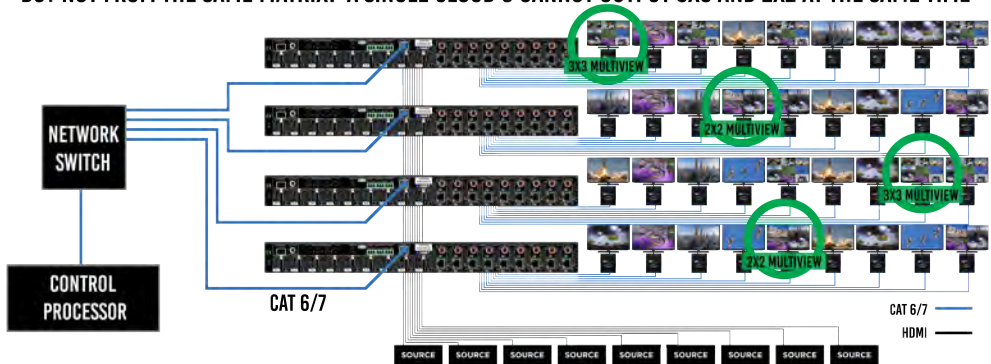 BUT NOT FROM THE SAME MATRIX. A SINGLE CLOUD 9 CANNOT OUTPUT 3X3 AND 2X2 AT THE SAME TIME
3X3 MULTIVIEW
2X2 MULTIVIEW
NETWORK
SWITCH
3X3 MULTIVIEW
2X2 MULTIVIEW
CONTROL
PROCESSOR
CAT 6/7
CAT 6/7
HDMI
SOURCE SOURCE SOURCE SOURCE SOURCE SOURCE SOURCE SOURCE SOURCE